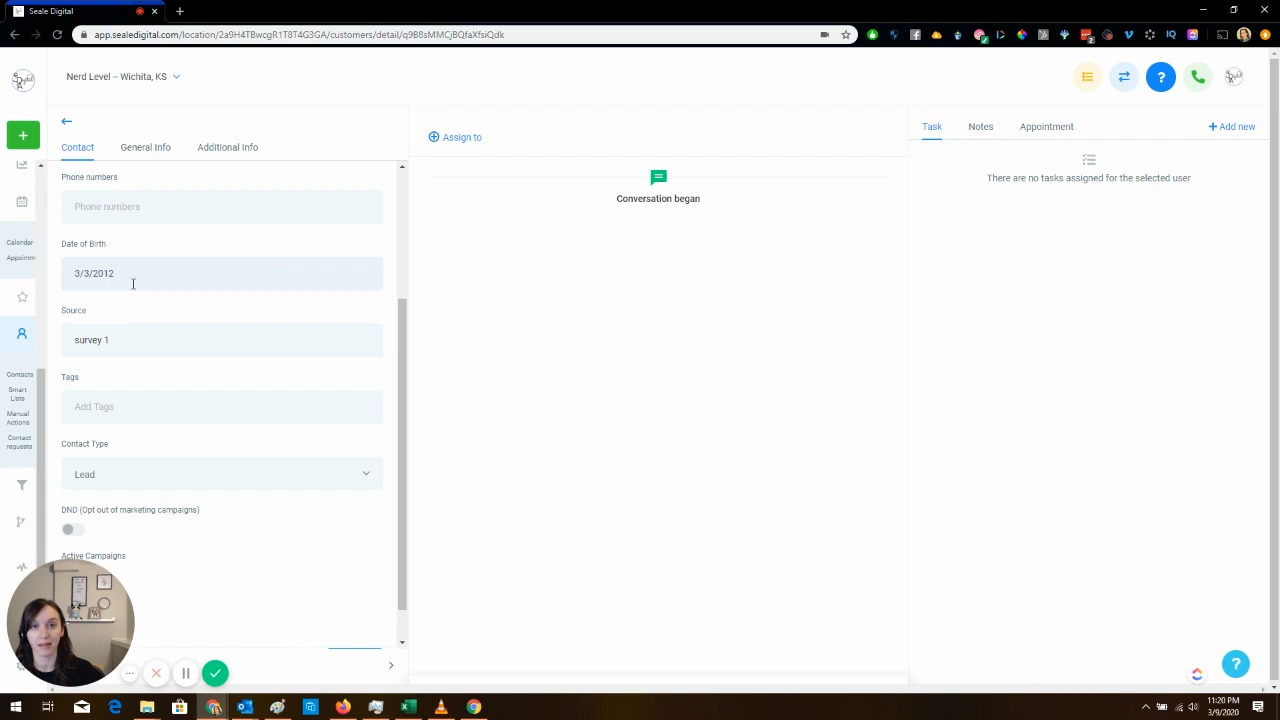 Seale Digital
app.sealedigital.com/location/2a9H4TBwcgR1T8T4G3GA/customers/detail/q9B8sMMCjBQfaXfsiQdk
Nerd Level – Wichita, KS
?
Contact
General Info
Additional Info
Assign to
Task
Notes
Appointment
Add new
There are no tasks assigned for the selected user
Conversation began
Phone numbers
Phone numbers
Date of Birth
3/3/2012
Source
survey 1
Tags
Add Tags
Contact Type
Lead
DND (Opt out of marketing campaigns)
Active Campaigns
Calendar
Appointm
Contacts
Smart
Lists
Manual
Actions
Contact
requests
?
11:20 PM
3/9/2020